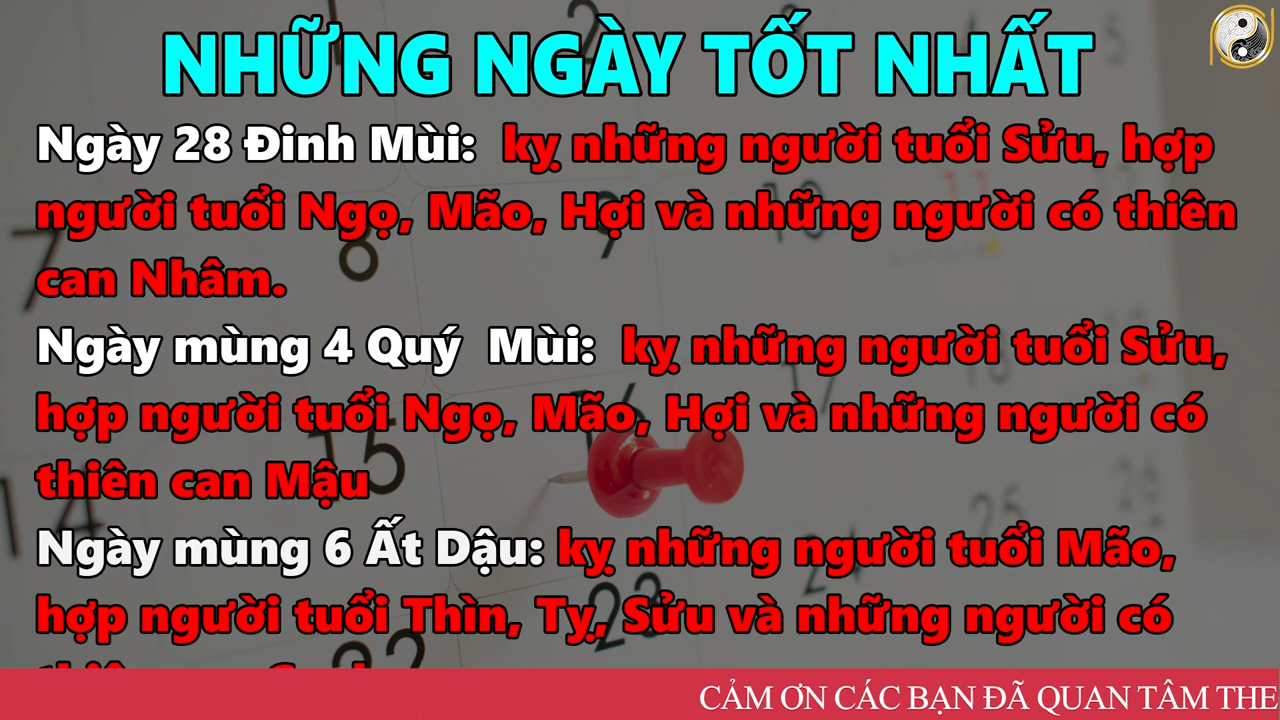 NHỮNG NGÀY TỐT NHẤT
Ngày 28 Đinh Mùi: kỵ những người tuổi Sửu, hợp
người tuổi Ngọ, Mão, Hợi và những người có thiên
can Nhâm.
Ngày mùng 4 Quý Mùi: kỵ những người tuổi Sửu,
hợp người tuổi Ngọ, Mão, Hợi và những người có
thiên can Mậu
Ngày mùng 6 Ất Dậu: kỵ những người tuổi Mão,
hợp người tuổi Thìn, Tỵ, Sửu và những người có
CẢM ƠN CÁC BẠN ĐÃ QUAN TÂM THE